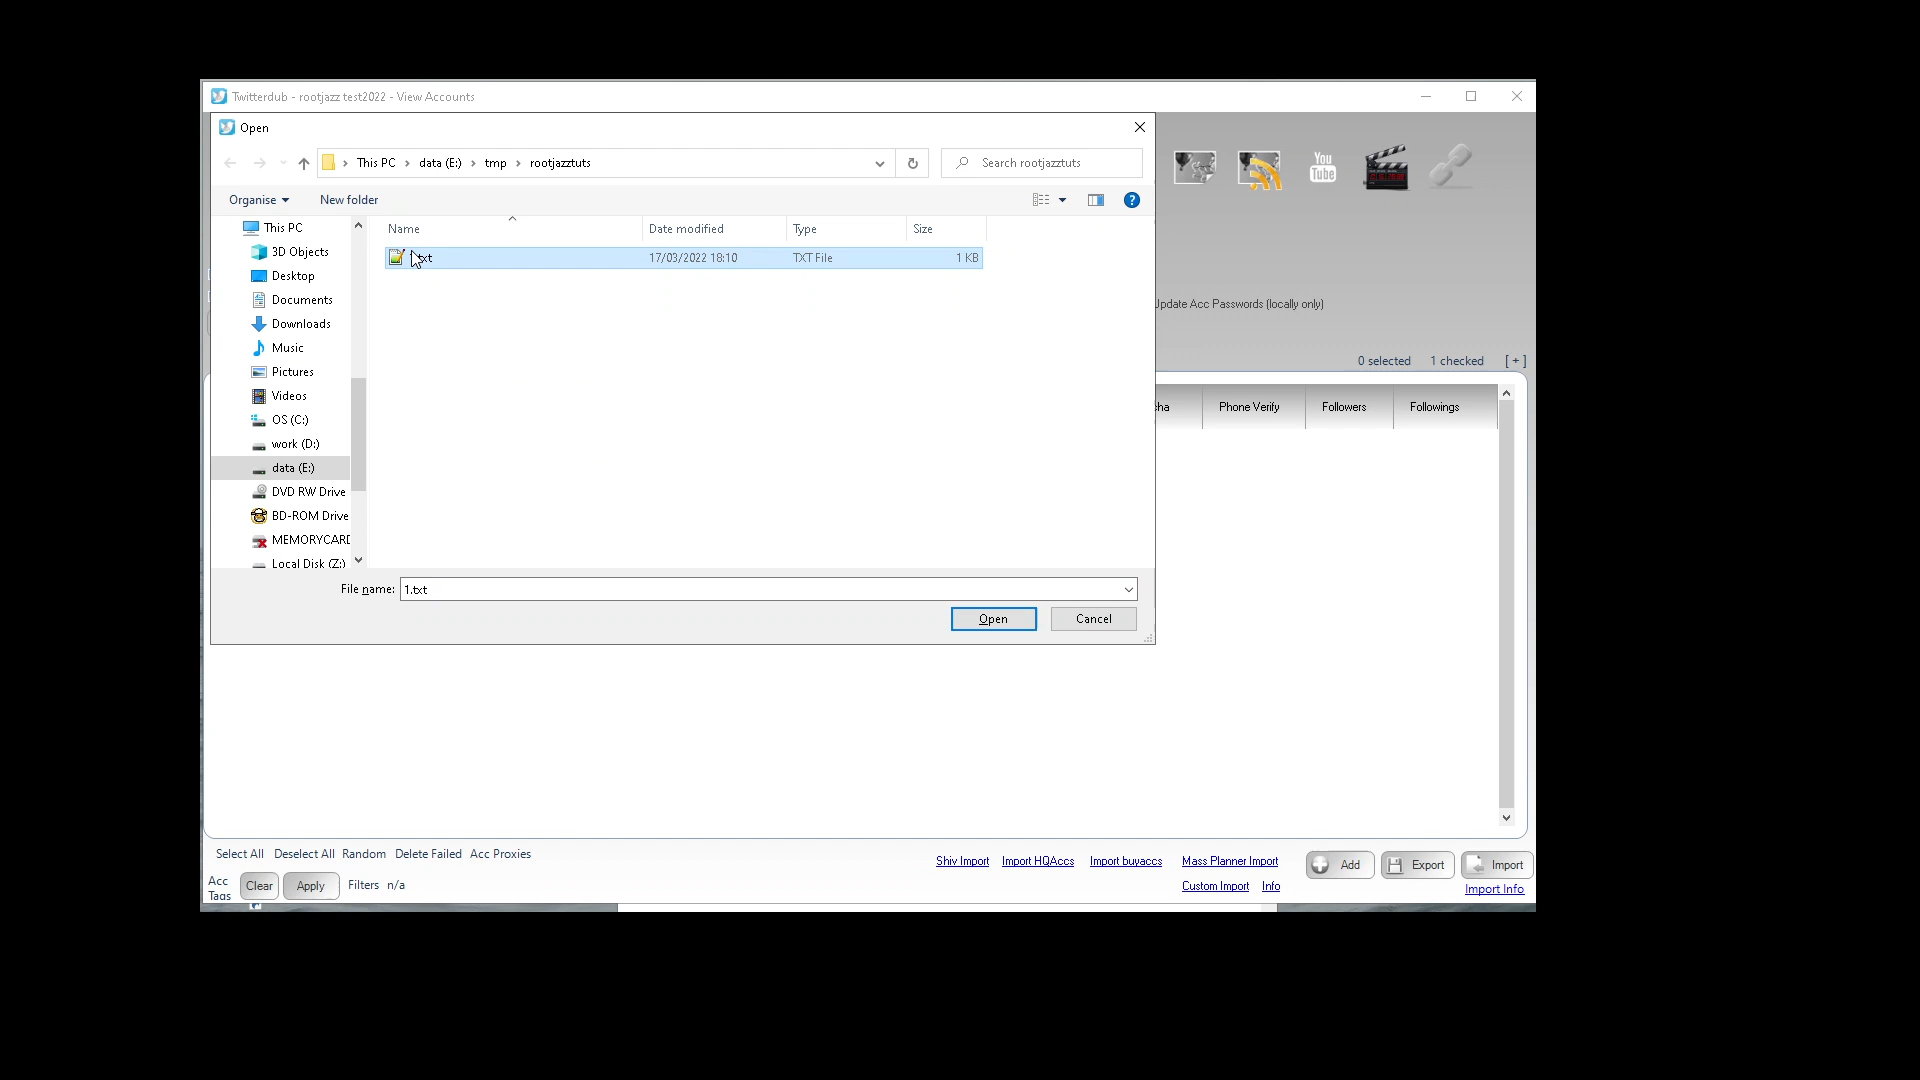 Twitterdub - rootjazz test2022 - View Accounts
Open
This PC > data (E:) > tmp > rootjazztuts
Search rootjazztuts
You
Tube
Organise
New folder
This PC
3D Objects
Desktop
Documents
Downloads
Music
Pictures
Videos
OS (C:)
work (D:)
data (E:)
DVD RW Drive
BD-ROM Drive
MEMORYCARD
Local Disk (Z:)
Name
Date modified
Type
Size
17/03/2022 18:10
TXT File
1 KB
File name:
1.txt
Open
Cancel
Update Acc Passwords (locally only)
0 selected
1 checked
[ + ]
Phone Verify
Followers
Followings
Select All
Deselect All
Random
Delete Failed
Acc Proxies
Shiv Import
Import HQAccs
Import buyaccs
Mass Planner Import
Add
Export
Import
Acc
Tags
Clear
Apply
Filters
n/a
Custom Import
Info
Import Info